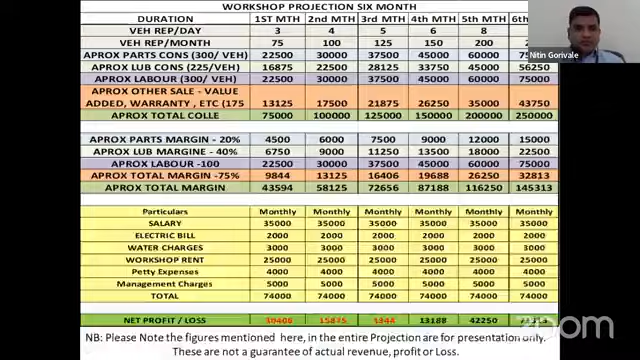 WORKSHOP PROJECTION SIX MONTH
DURATION 1ST MTH 2nd MTH 3rd MTH 4th MTH 5th MTH 6th
VEH REP/DAY 3 4 5 6 8
VEH REP/MONTH 75 100 125 150 200
Nitin Gorivale
APROX PARTS CONS (300/ VEH) 22500 30000 37500 45000 60000
APROX LUB CONS (225/VEH) 16875 22500 28125 33750 45000 56250
APROX LABOUR (300/ VEH) 22500 30000 37500 45000 60000 75000
APROX OTHER SALE - VALUE
ADDED, WARRANTY , ETC (175 13125 17500 21875 26250 35000 43750
APROX TOTAL COLLE 75000 100000 125000 150000 200000 250000
APROX PARTS MARGIN - 20% 4500 6000 7500 9000 12000 15000
APROX LUB MARGINE - 40% 6750 9000 11250 13500 18000 22500
APROX LABOUR -100 22500 30000 37500 45000 60000 75000
APROX TOTAL MARGIN -75% 9844 13125 16406 19688 26250 32813
APROX TOTAL MARGIN 43594 58125 72656 87188 116250 145313
Particulars Monthly Monthly Monthly Monthly Monthly Monthly
SALARY 35000 35000 35000 35000 35000 35000
ELECTRIC BILL 2000 2000 2000 2000 2000 2000
WATER CHARGES 3000 3000 3000 3000 3000 3000
WORKSHOP RENT 25000 25000 25000 25000 25000 25000
Petty Expenses 4000 4000 4000 4000 4000 4000
Management Charges 5000 5000 5000 5000 5000 5000
TOTAL 74000 74000 74000 74000 74000 74000
NET PROFIT / LOSS 15875 1344 13188 42250
zoom
NB: Please Note the figures mentioned here, in the entire Projection are for presentation only.
These are not a guarantee of actual revenue, profit or Loss.